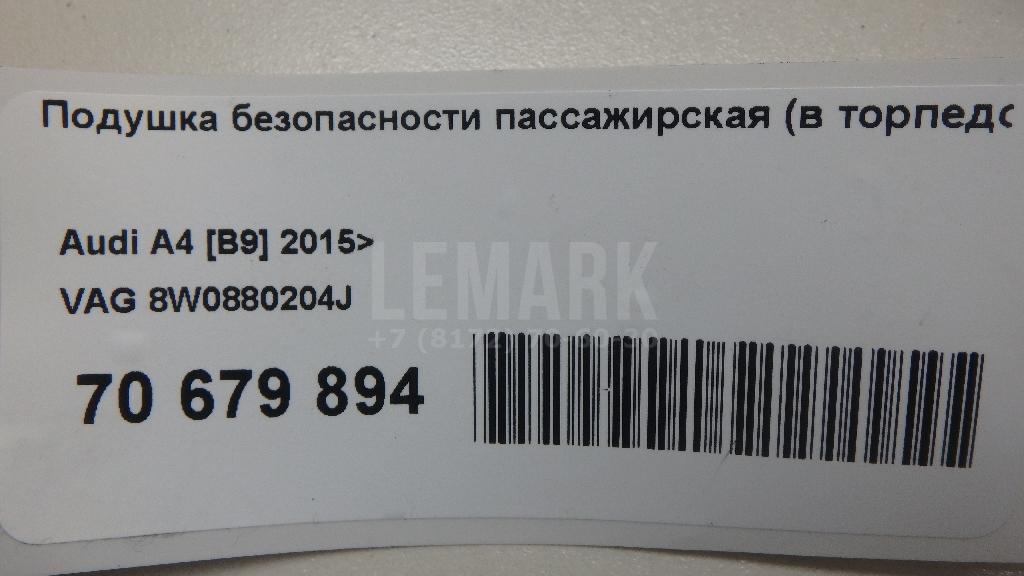 Подушка безопасности пассажирская (в торпедо
Audi A4 [B9] 2015>
LEMARK
VAG 8W0880204J
70 679 894